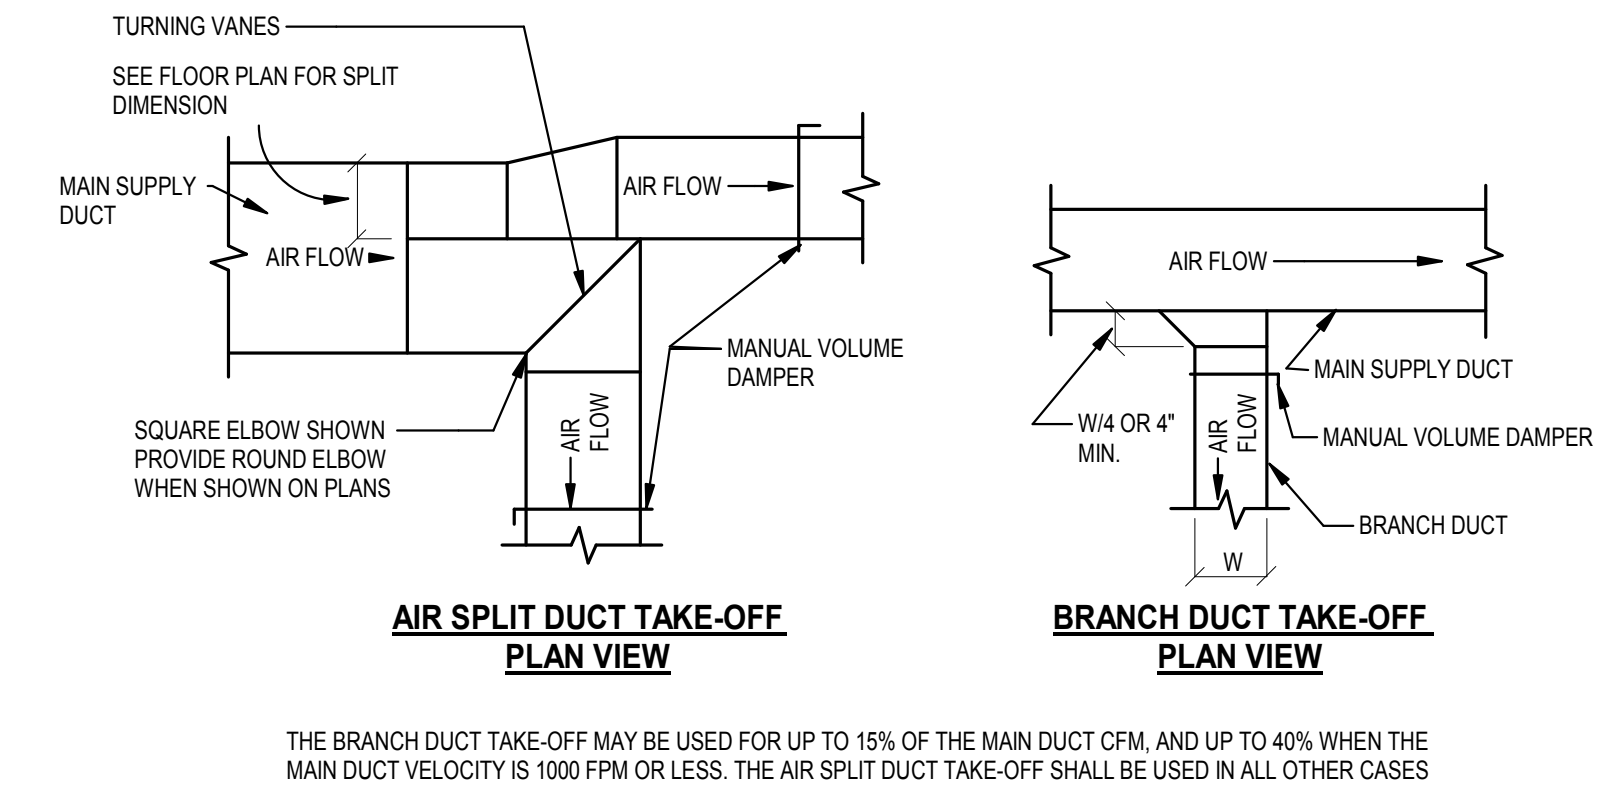 TURNING VANES
SEE FLOOR PLAN FOR SPLIT
DIMENSION
MAIN SUPPLY
DUCT
AIR FLOW
AIR FLOW
MANUAL VOLUME
DAMPER
SQUARE ELBOW SHOWN
PROVIDE ROUND ELBOW
WHEN SHOWN ON PLANS
AIR
FLOW
AIR SPLIT DUCT TAKE-OFF
PLAN VIEW
AIR FLOW
MAIN SUPPLY DUCT
W/4 OR 4"
MIN.
AIR
FLOW
MANUAL VOLUME DAMPER
BRANCH DUCT
W
BRANCH DUCT TAKE-OFF
PLAN VIEW
THE BRANCH DUCT TAKE-OFF MAY BE USED FOR UP TO 15% OF THE MAIN DUCT CFM, AND UP TO 40% WHEN THE
MAIN DUCT VELOCITY IS 1000 FPM OR LESS. THE AIR SPLIT DUCT TAKE-OFF SHALL BE USED IN ALL OTHER CASES